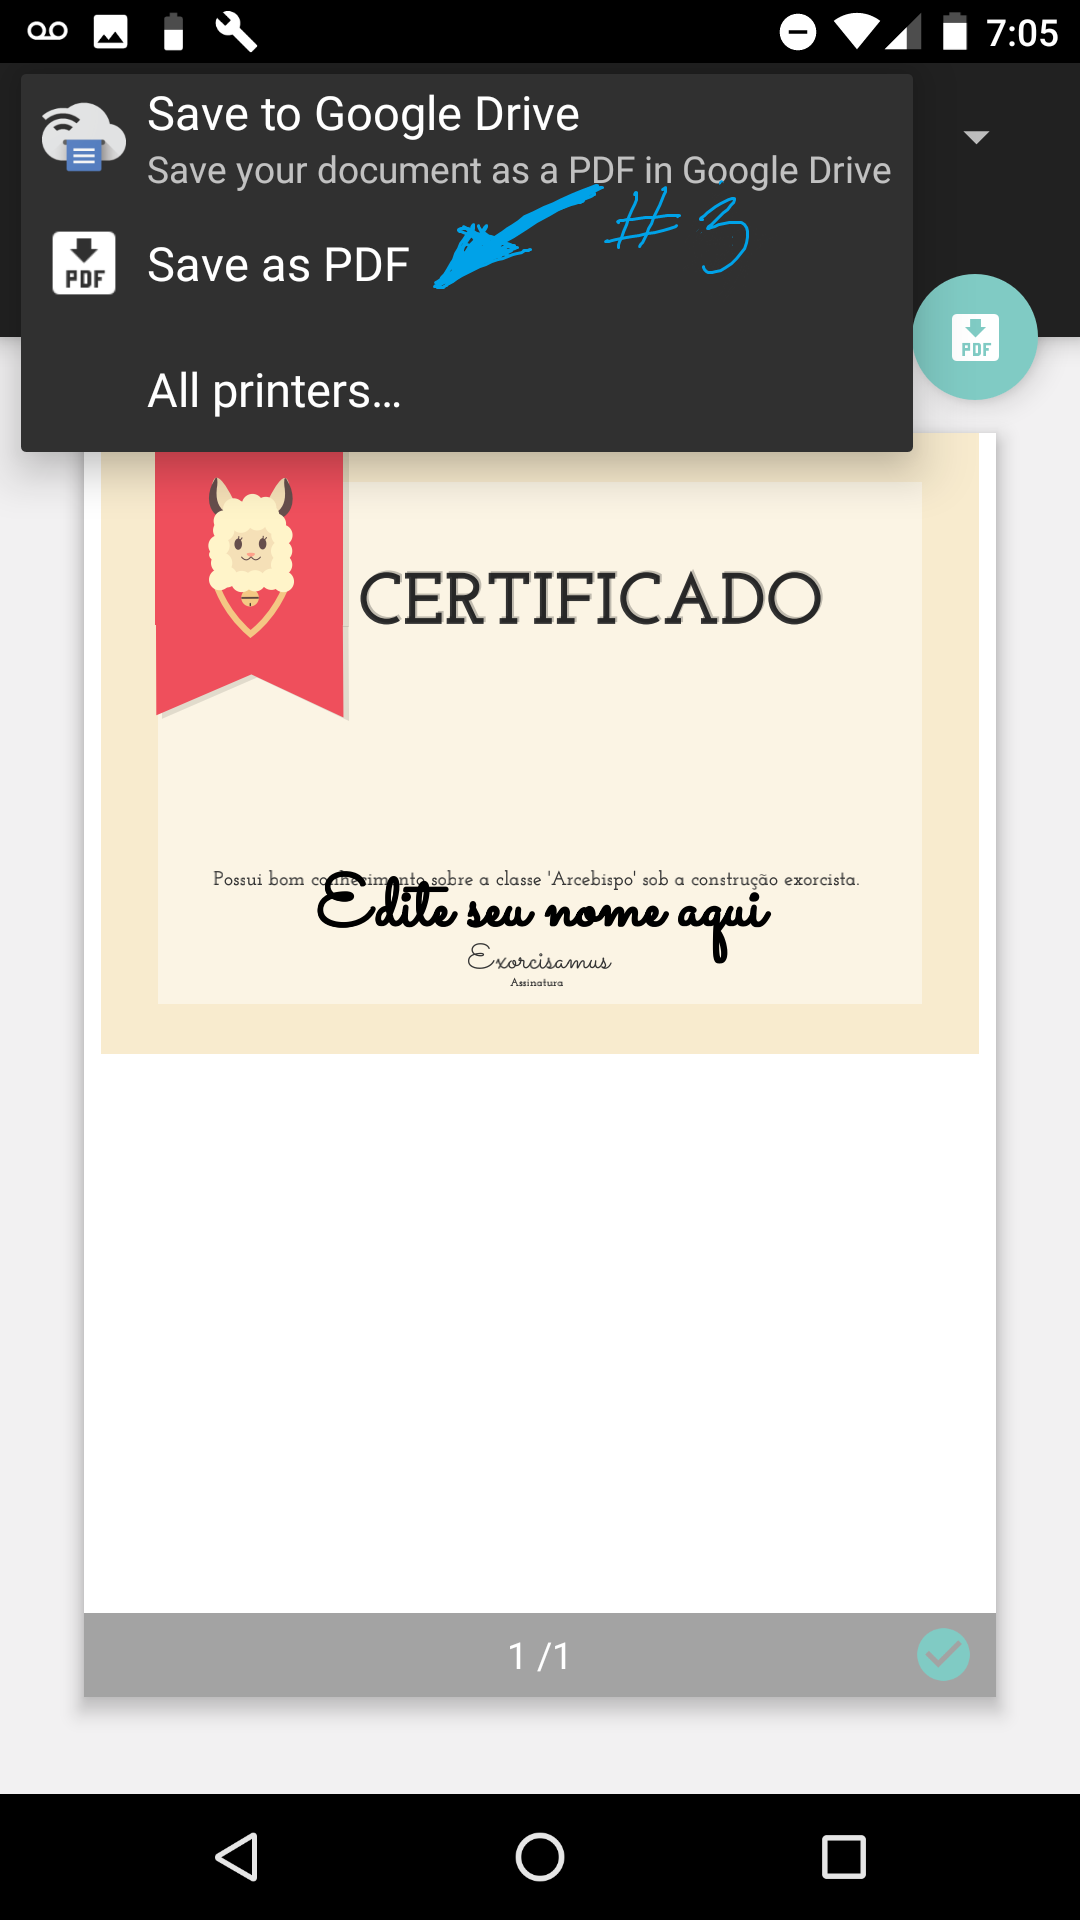 7:05
Save to Google Drive
Save your document as a PDF in Google Drive
PDF
Save as PDF
#3
PDF
All printers...
CERTIFICADO
Possui bom conhecimento sobre a classe 'Arcebispo' sob a construção exorcista.
Edite seu nome aqui
Exorcisamus
Assinatura
1 /1